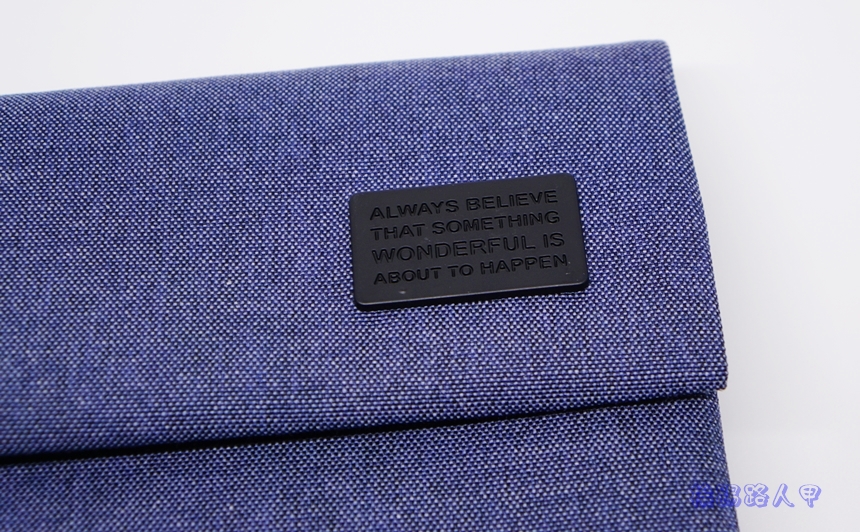 ALWAYS BELIEVE
THAT SOMETHING
WONDERFUL IS
ABOUT TO HAPPEN
路人甲